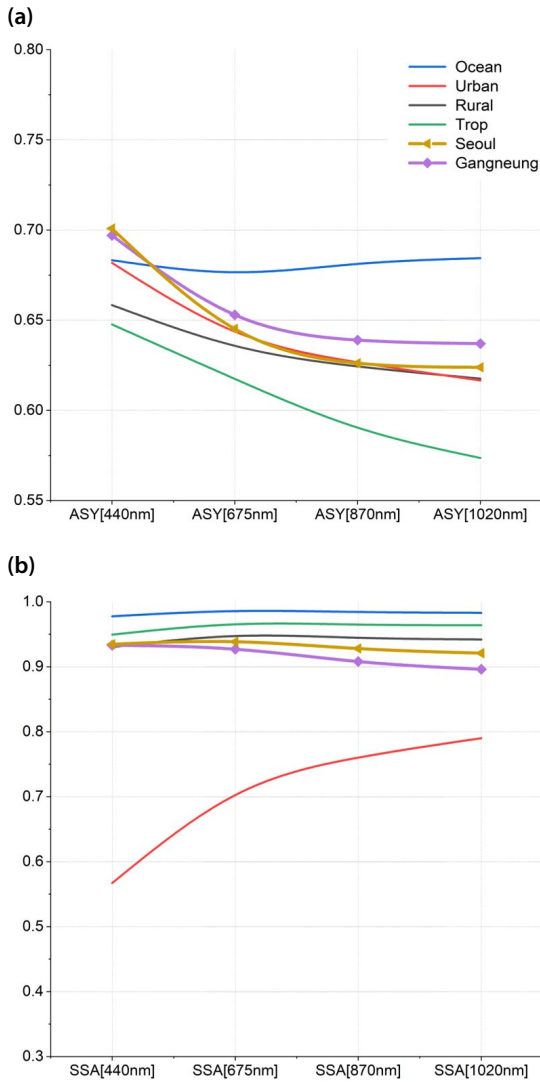 (a)
0.80
0.75
0.70
0.65
0.60
0.55
Ocean
Urban
Rural
Trop
Seoul
Gangneung
ASY[440nm] ASY[675nm] ASY[870nm] ASY[1020nm]
(b)
1.0
0.9
0.8
0.7
0.6
0.5
0.4
0.3
SSA[440nm] SSA[675nm] SSA[870nm] SSA[1020nm]